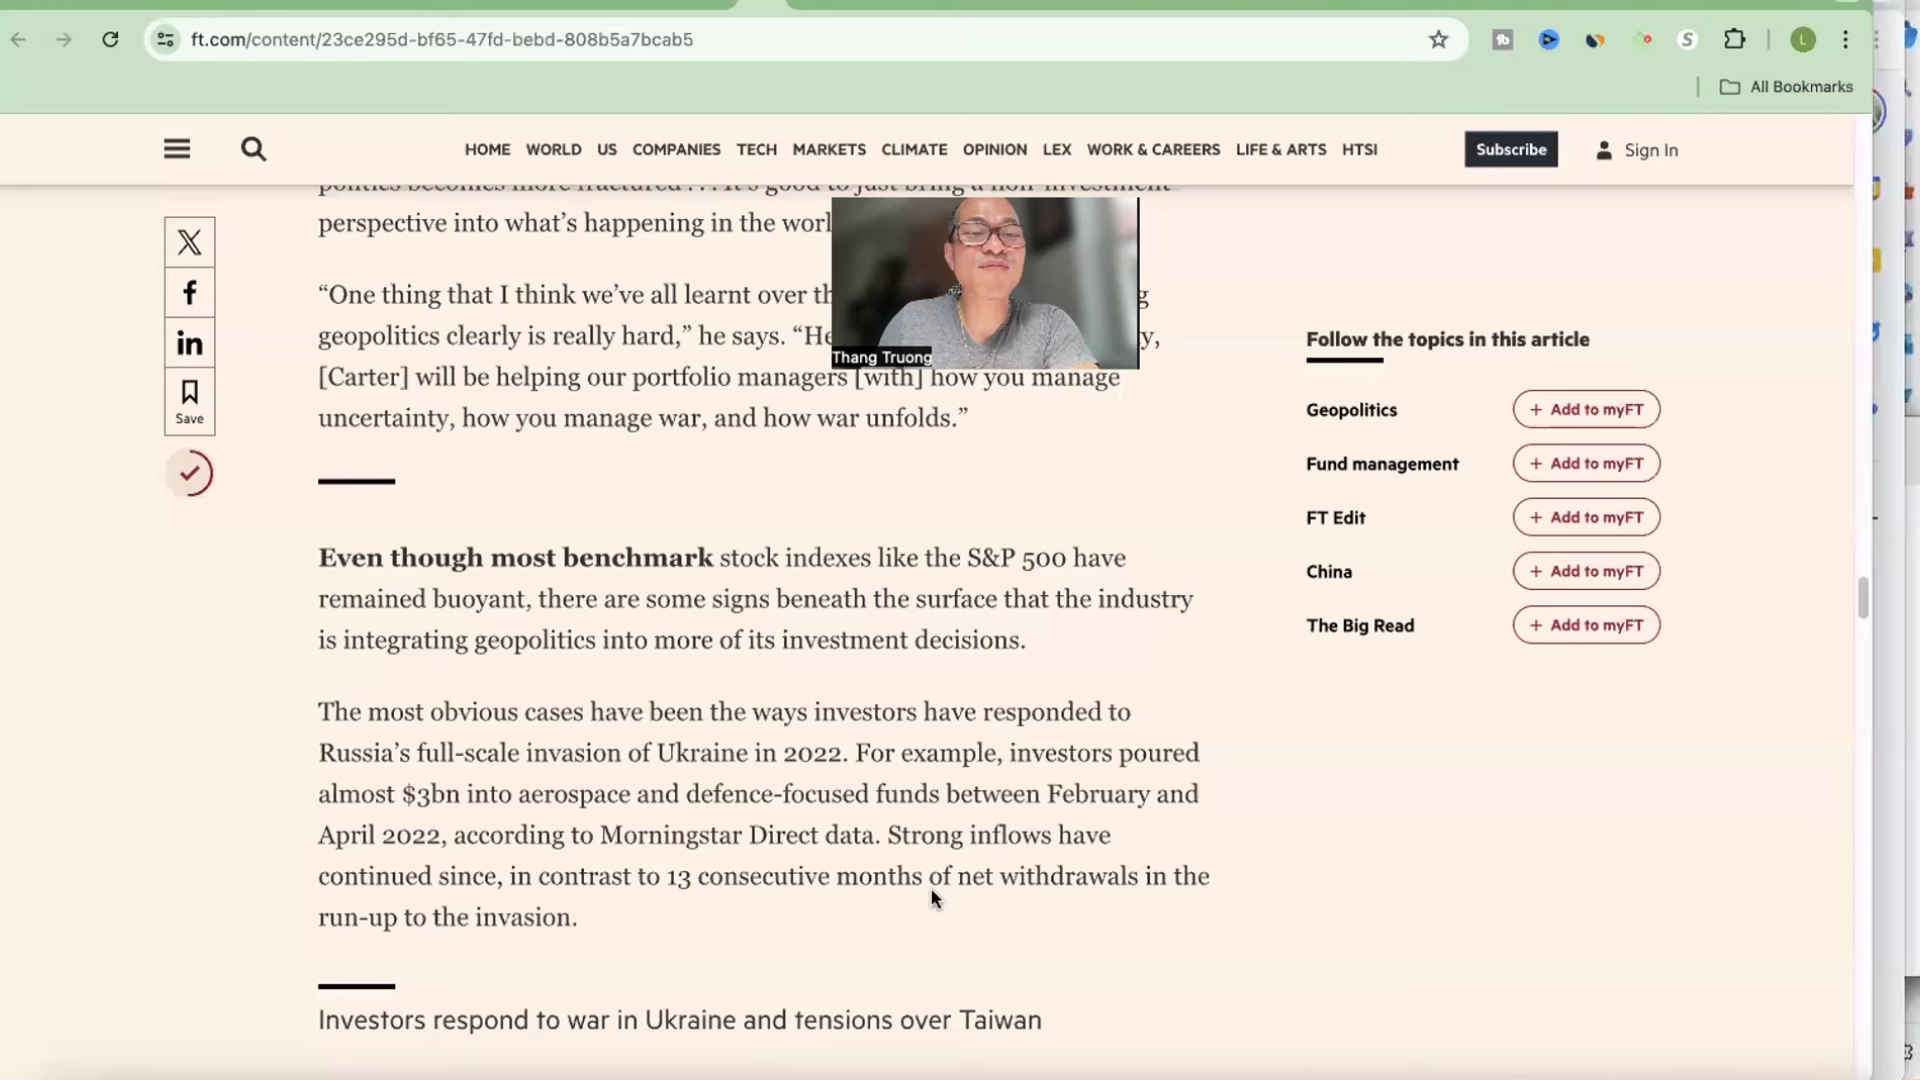 ft.com/content/23ce295d-bf65-47fd-bebd-808b5a7bcab5
All Bookmarks
HOME WORLD US COMPANIES TECH MARKETS CLIMATE OPINION LEX WORK & CAREERS LIFE & ARTS HTSI
Subscribe
Sign In
politics becomes more fractured . . . It's good to just bring a non-investment
perspective into what's happening in the
“One thing that I think we've all learnt over
geopolitics clearly is really hard,” he says.
[Carter] will be helping our portfolio managers [with] how you manage
uncertainty, how you manage war, and how war unfolds.”
Thang Truong
Save
Even though most benchmark stock indexes like the S&P 500 have
remained buoyant, there are some signs beneath the surface that the industry
is integrating geopolitics into more of its investment decisions.
The most obvious cases have been the ways investors have responded to
Russia's full-scale invasion of Ukraine in 2022. For example, investors poured
almost $3bn into aerospace and defence-focused funds between February and
April 2022, according to Morningstar Direct data. Strong inflows have
continued since, in contrast to 13 consecutive months of net withdrawals in the
run-up to the invasion.
Investors respond to war in Ukraine and tensions over Taiwan
Follow the topics in this article
Geopolitics + Add to myFT
Fund management + Add to myFT
FT Edit + Add to myFT
China + Add to myFT
The Big Read + Add to myFT